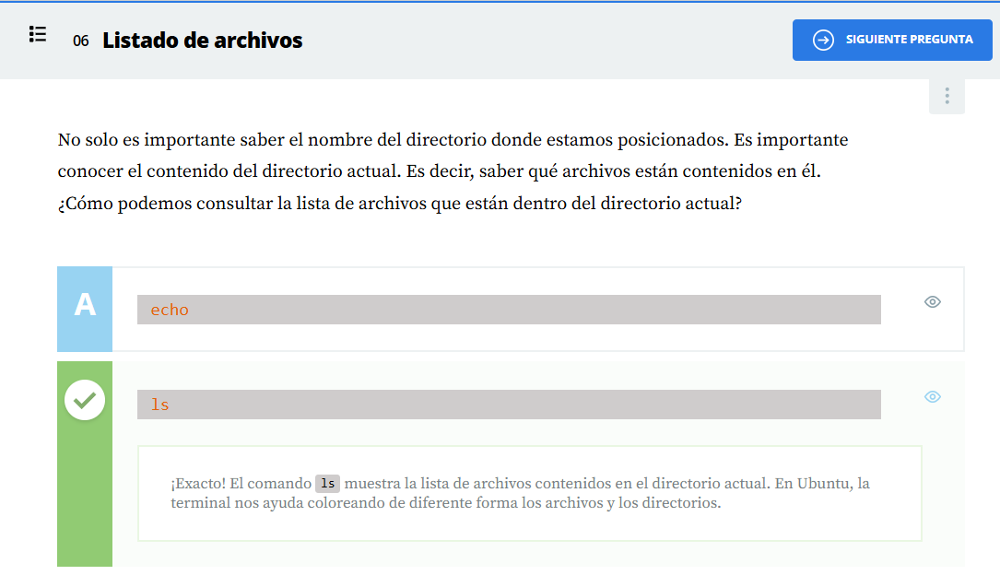 06 Listado de archivos
SIGUIENTE PREGUNTA
No solo es importante saber el nombre del directorio donde estamos posicionados. Es importante
conocer el contenido del directorio actual. Es decir, saber qué archivos están contenidos en él.
¿Cómo podemos consultar la lista de archivos que están dentro del directorio actual?
A
echo
ls
¡Exacto! El comando ls muestra la lista de archivos contenidos en el directorio actual. En Ubuntu, la
terminal nos ayuda coloreando de diferente forma los archivos y los directorios.